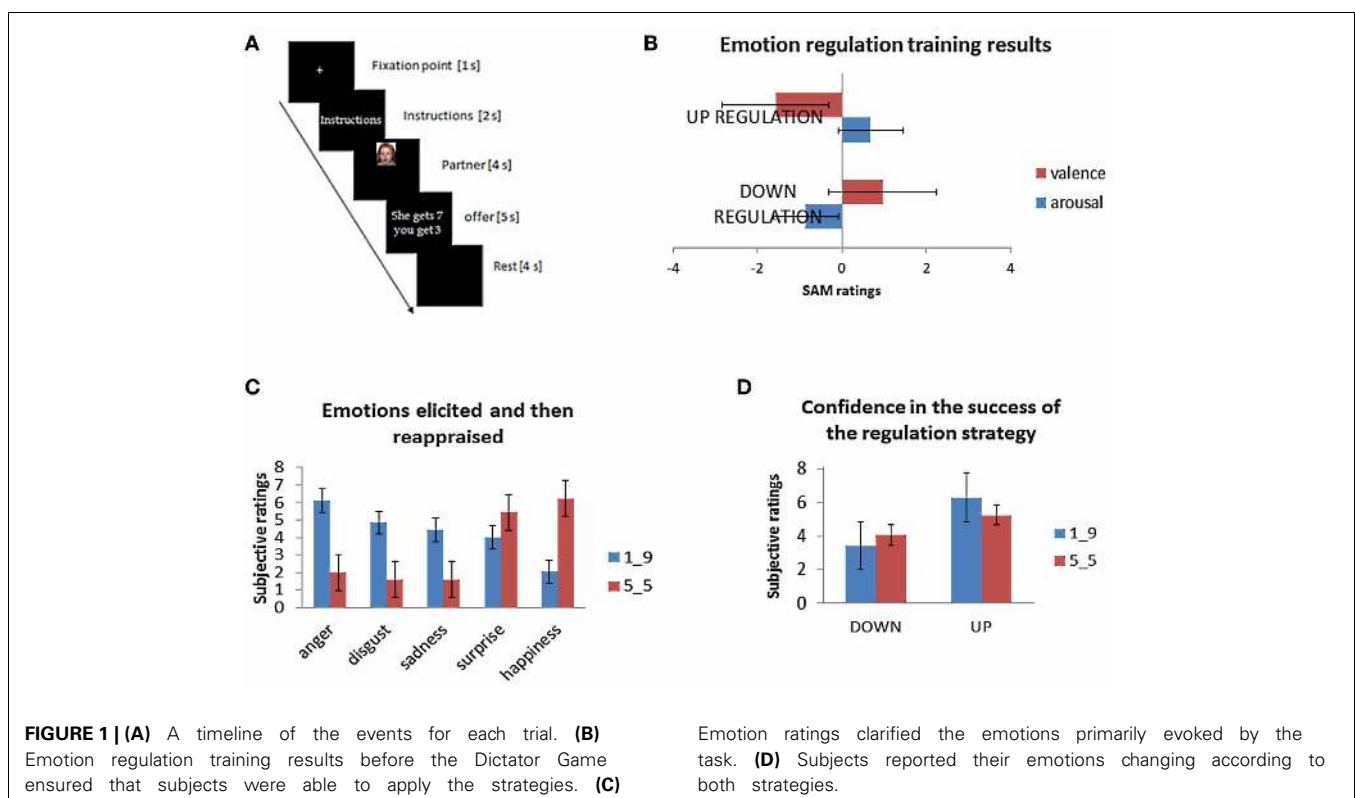 A
+
Fixation point [1 s]
Instructions
Instructions [2 s]
Partner [4 s]
She gets 7
you get 3
offer [5 s]
Rest [4 s]
B
Emotion regulation training results
UP REGULATION
DOWN
REGULATION
valence
arousal
-4 -2 0 2 4
SAM ratings
C
Emotions elicited and then
reappraised
Subjective ratings
8
7
6
5
4
3
2
1
0
anger disgust sadness surprise happiness
1_9
5_5
D
Confidence in the success of
the regulation strategy
Subjective ratings
8
6
4
2
0
DOWN UP
1_9
5_5
FIGURE 1 | (A) A timeline of the events for each trial. (B)
Emotion regulation training results before the Dictator Game
ensured that subjects were able to apply the strategies. (C)
Emotion ratings clarified the emotions primarily evoked by the
task. (D) Subjects reported their emotions changing according to
both strategies.